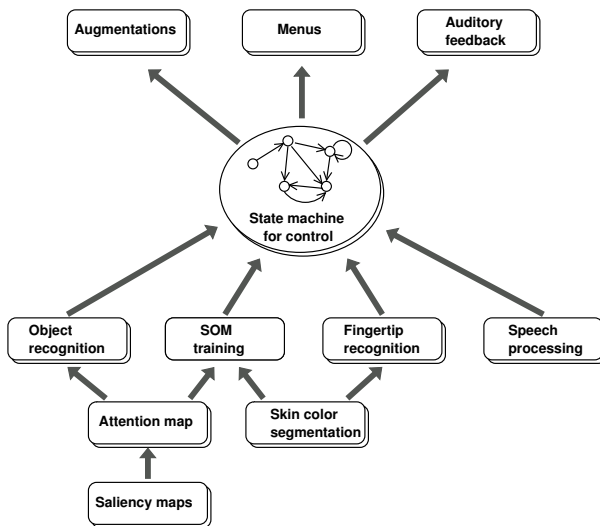 Augmentations
Menus
Auditory
feedback
State machine
for control
Object
recognition
SOM
training
Fingertip
recognition
Speech
processing
Attention map
Skin color
segmentation
Saliency maps